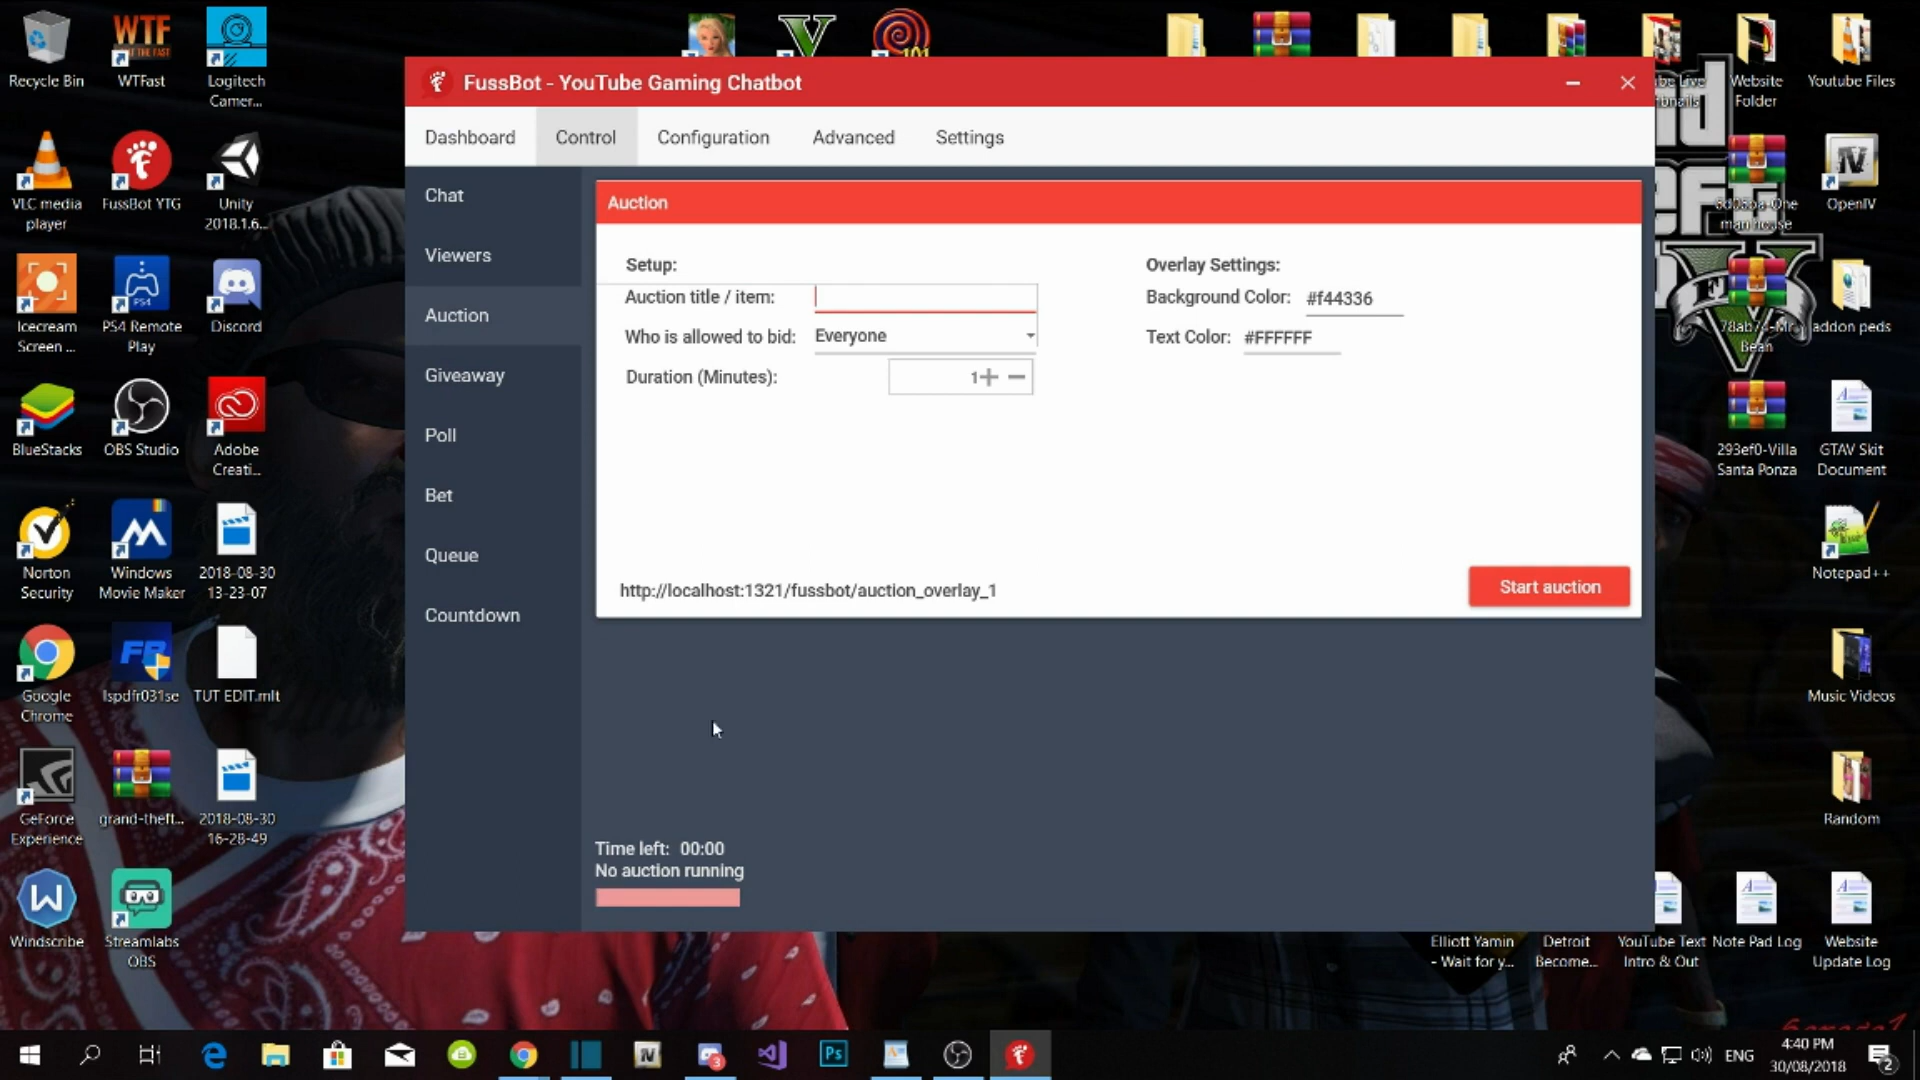 Recycle Bin
WTF
WTFast
Logitech
Camer...
VLC media
player
FussBot YTG
Unity
2018.1.6...
Icecream
Screen ...
PS4 Remote
Play
Discord
BlueStacks
OBS Studio
Adobe
Creati...
Norton
Security
Windows
Movie Maker
2018-08-30
13-23-07
Google
Chrome
lspdfr031se
TUT EDIT.mlt
GeForce
Experience
grand-theft...
2018-08-30
16-28-49
Windscribe
Streamlabs
OBS
FussBot - YouTube Gaming Chatbot
Dashboard
Control
Configuration
Advanced
Settings
Chat
Viewers
Auction
Giveaway
Poll
Bet
Queue
Countdown
Auction
Setup:
Auction title / item:
Who is allowed to bid: Everyone
Duration (Minutes): 1
Overlay Settings:
Background Color: #f44336
Text Color: #FFFFFF
http://localhost:1321/fussbot/auction_overlay_1
Start auction
Time left: 00:00
No auction running
Website
Folder
Youtube Files
man house
OpenIV
Bean
addon peds
293ef0-Villa
Santa Ponza
GTAV Skit
Document
Notepad++
Music Videos
Random
Elliott Yamin
- Wait for y...
Detroit
Become...
YouTube Text
Intro & Out
Note Pad Log
Website
Update Log
ENG
4:40 PM
30/08/2018